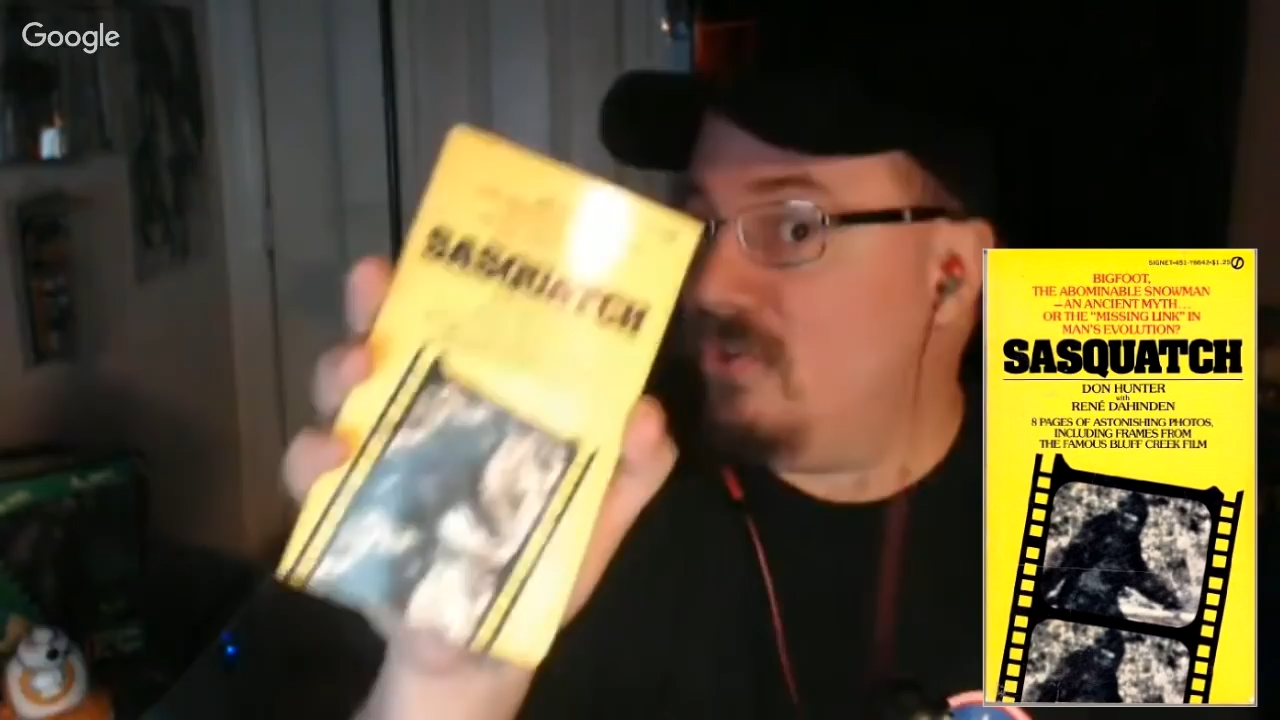 Google
SASQUATCH
SIGNET•451-Y6642•$1.25
BIGFOOT,
THE ABOMINABLE SNOWMAN
—AN ANCIENT MYTH...
OR THE "MISSING LINK" IN
MAN'S EVOLUTION?
SASQUATCH
DON HUNTER
with
RENÉ DAHINDEN
8 PAGES OF ASTONISHING PHOTOS,
INCLUDING FRAMES FROM
THE FAMOUS BLUFF CREEK FILM